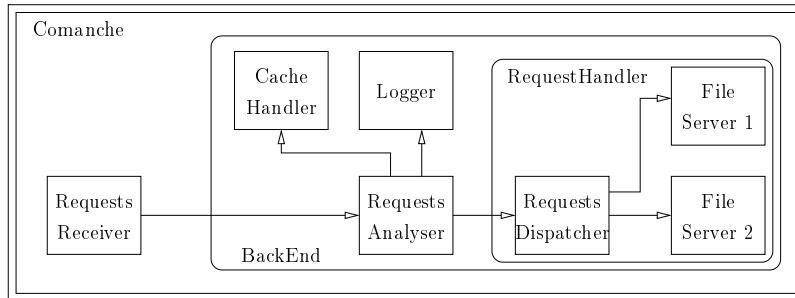 Comanche
Cache
Handler
Logger
RequestHandler
File
Server 1
Requests
Receiver
Requests
Analyser
Requests
Dispatcher
File
Server 2
BackEnd